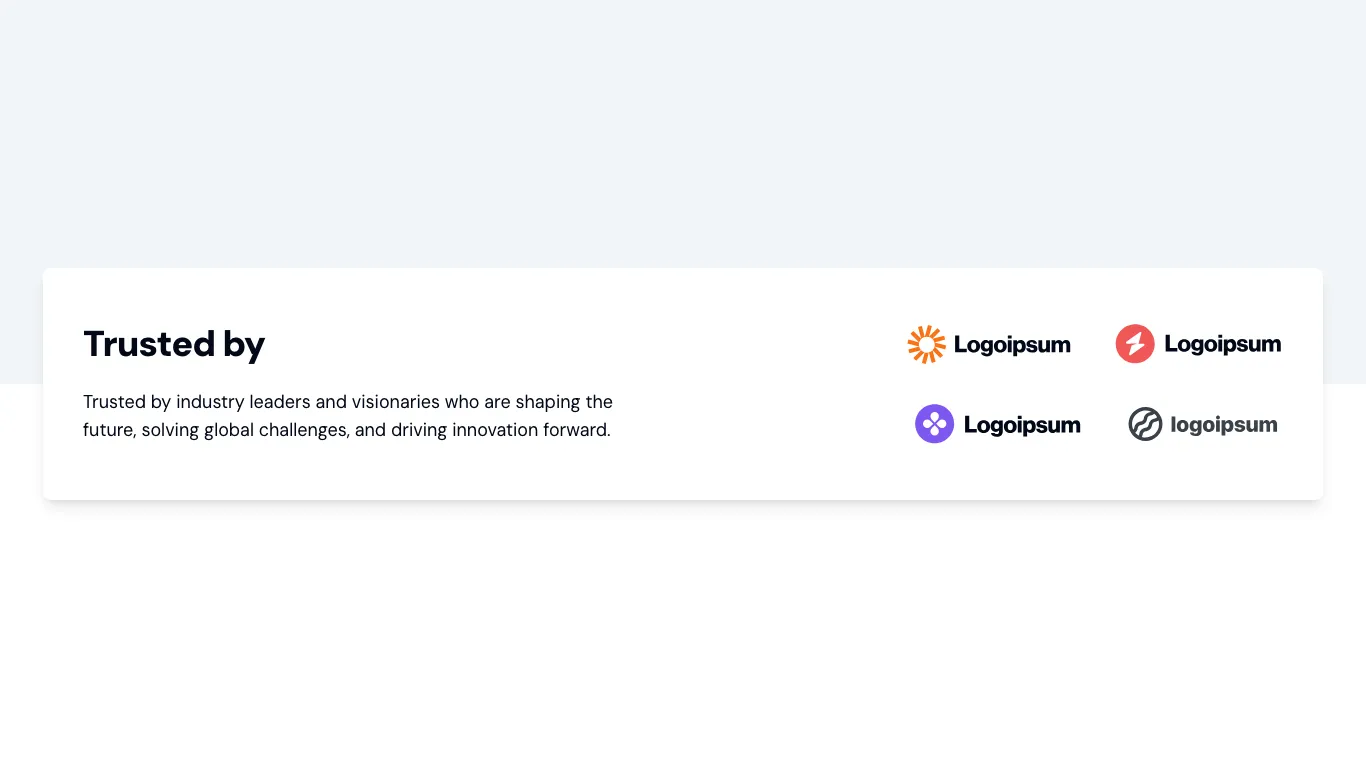 Trusted by
Trusted by industry leaders and visionaries who are shaping the
future, solving global challenges, and driving innovation forward.
Logoipsum
Logoipsum
Logoipsum
logoipsum